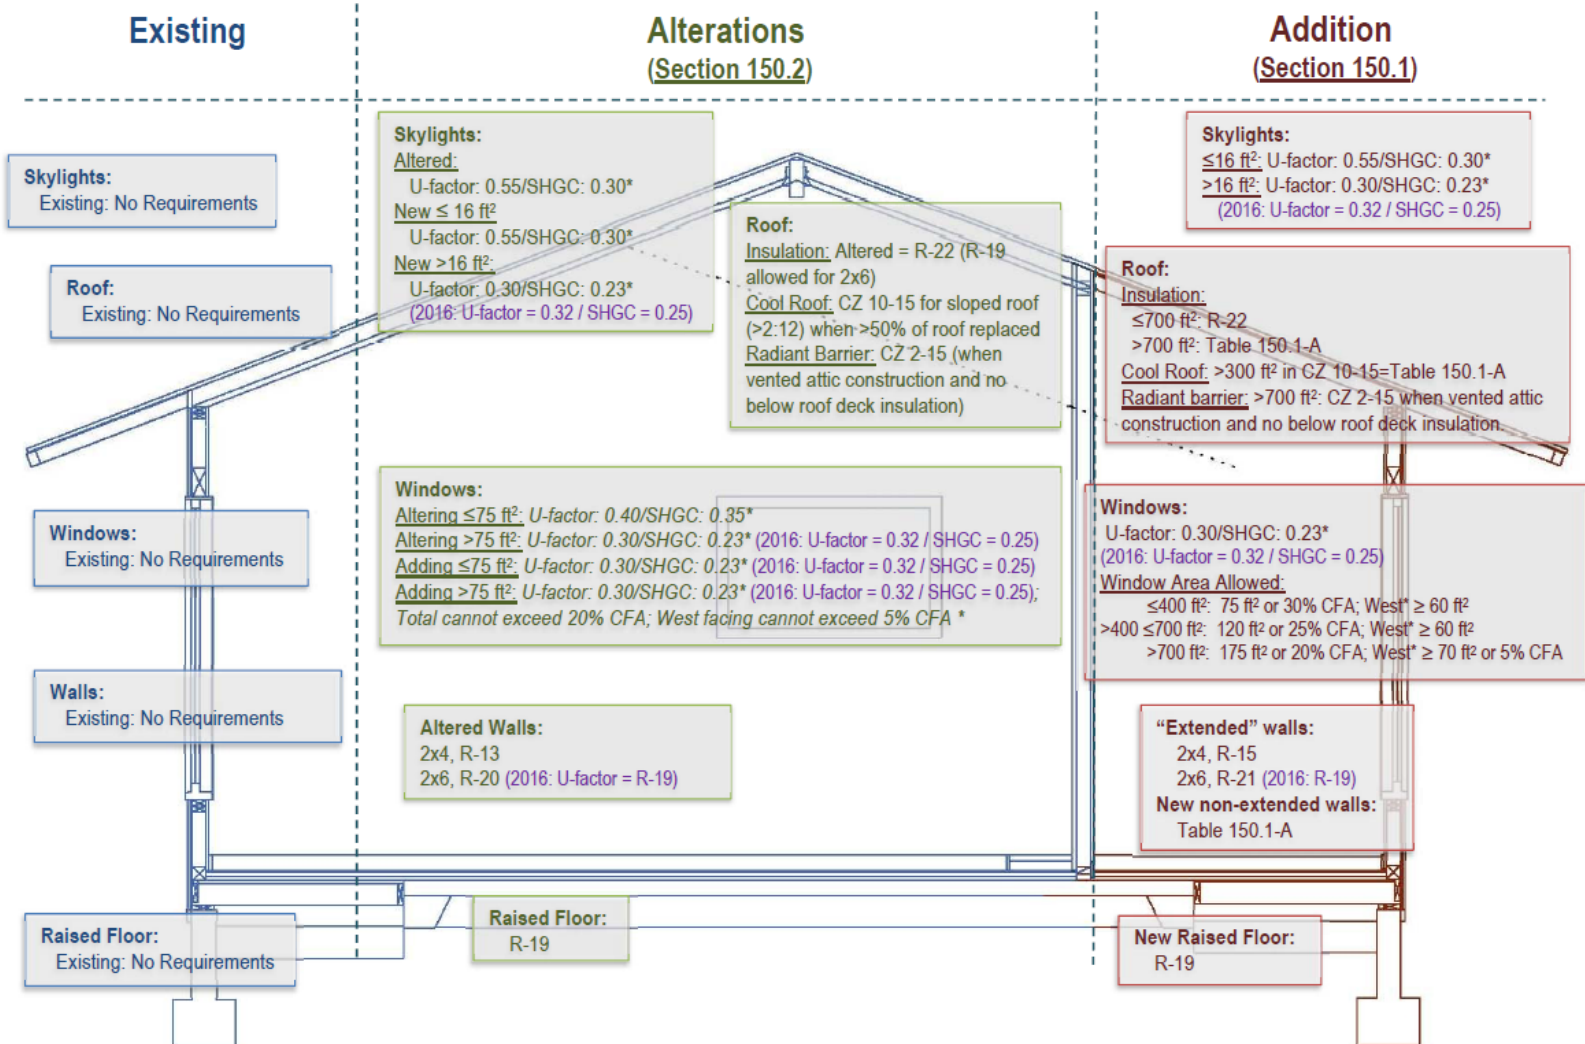 Existing
Alterations
(Section 150.2)
Addition
(Section 150.1)
Skylights:
Existing: No Requirements
Roof:
Existing: No Requirements
Windows:
Existing: No Requirements
Walls:
Existing: No Requirements
Raised Floor:
Existing: No Requirements
Skylights:
Altered:
U-factor: 0.55/SHGC: 0.30*
New ≤ 16 ft²
U-factor: 0.55/SHGC: 0.30*
New >16 ft²:
U-factor: 0.30/SHGC: 0.23*
(2016: U-factor = 0.32 / SHGC = 0.25)
Roof:
Insulation: Altered = R-22 (R-19
allowed for 2x6)
Cool Roof: CZ 10-15 for sloped roof
(>2:12) when >50% of roof replaced
Radiant Barrier: CZ 2-15 (when
vented attic construction and no
below roof deck insulation)
Windows:
Altering ≤75 ft²: U-factor: 0.40/SHGC: 0.35*
Altering >75 ft²: U-factor: 0.30/SHGC: 0.23* (2016: U-factor = 0.32 / SHGC = 0.25)
Adding ≤75 ft²: U-factor: 0.30/SHGC: 0.23* (2016: U-factor = 0.32 / SHGC = 0.25)
Adding >75 ft²: U-factor: 0.30/SHGC: 0.23* (2016: U-factor = 0.32 / SHGC = 0.25);
Total cannot exceed 20% CFA; West facing cannot exceed 5% CFA *
Altered Walls:
2x4, R-13
2x6, R-20 (2016: U-factor = R-19)
Raised Floor:
R-19
Skylights:
≤16 ft²: U-factor: 0.55/SHGC: 0.30*
>16 ft²: U-factor: 0.30/SHGC: 0.23*
(2016: U-factor = 0.32 / SHGC = 0.25)
Roof:
Insulation:
≤700 ft²: R-22
>700 ft²: Table 150.1-A
Cool Roof: >300 ft² in CZ 10-15=Table 150.1-A
Radiant barrier: >700 ft²: CZ 2-15 when vented attic
construction and no below roof deck insulation.
Windows:
U-factor: 0.30/SHGC: 0.23*
(2016: U-factor = 0.32 / SHGC = 0.25)
Window Area Allowed:
≤400 ft²: 75 ft² or 30% CFA; West* ≥ 60 ft²
>400 ≤700 ft²: 120 ft² or 25% CFA; West* ≥ 60 ft²
>700 ft²: 175 ft² or 20% CFA; West* ≥ 70 ft² or 5% CFA
“Extended” walls:
2x4, R-15
2x6, R-21 (2016: R-19)
New non-extended walls:
Table 150.1-A
New Raised Floor:
R-19